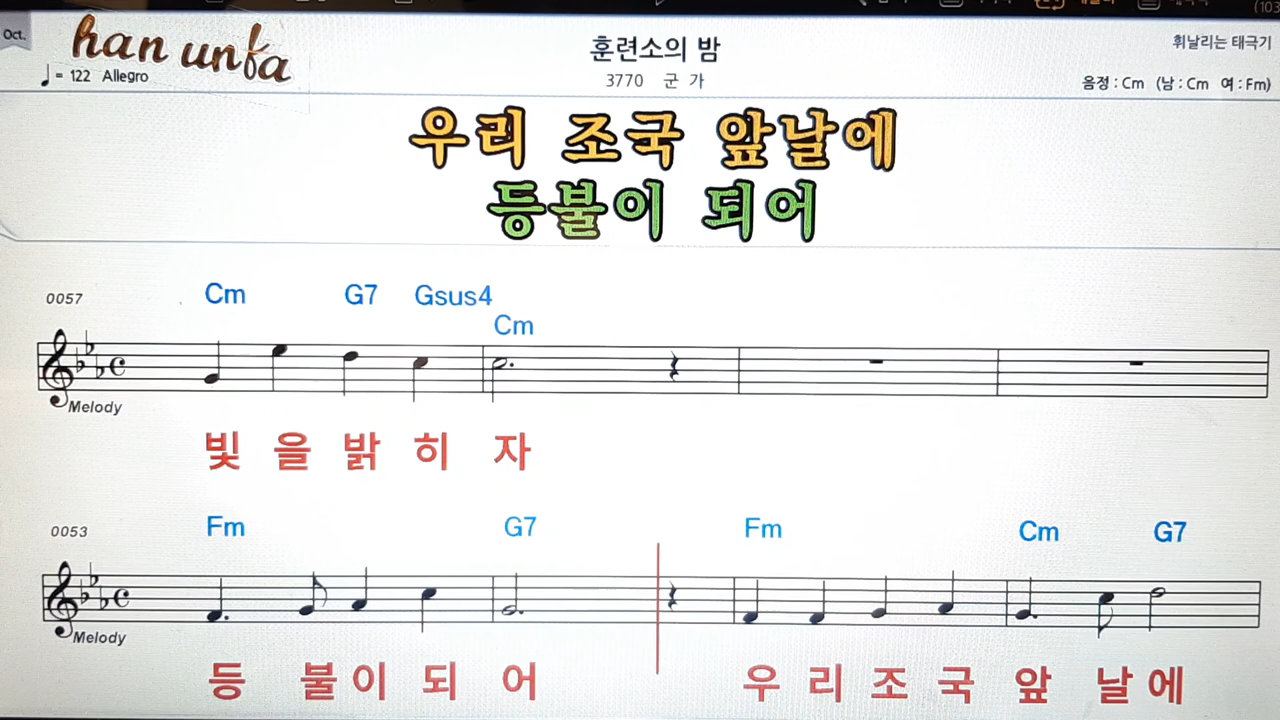 Oct.
han unfa
훈련소의 밤
휘날리는 태극기
♩ = 122 Allegro
3770 군 가
음정 : Cm (남 : Cm 여 : Fm)
우리 조국 앞날에
등불이 되어
0057
Cm G7 Gsus4
Cm
Melody
빛 을 밝 히 자
0053
Fm G7 Fm Cm G7
Melody
등 불 이 되 어 우 리 조 국 앞 날 에